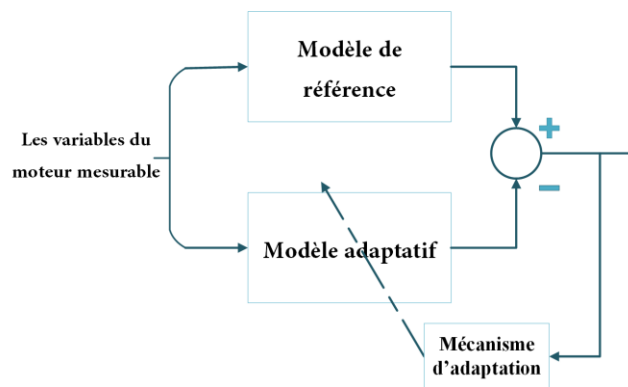 Modèle de
référence
Les variables du
moteur mesurable
+
−
Modèle adaptatif
Mécanisme
d’adaptation